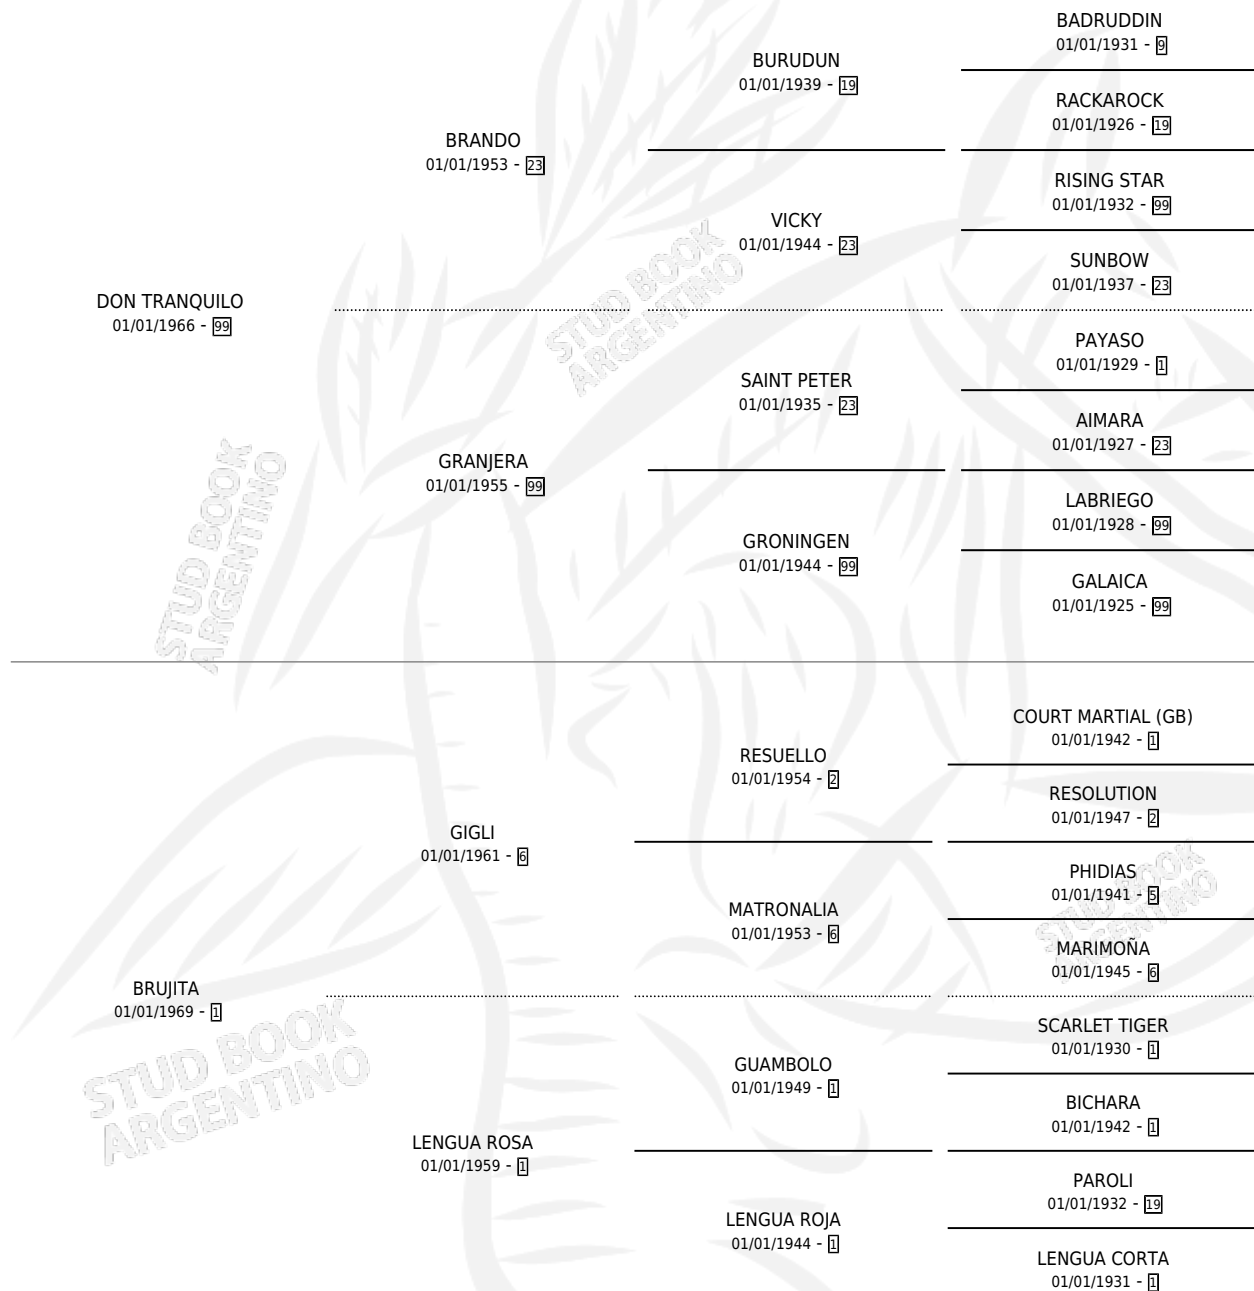 BADRUDDIN
01/01/1931 - 9
BURUDUN
01/01/1939 - 19
RACKAROCK
01/01/1926 - 19
BRANDO
01/01/1953 - 23
RISING STAR
01/01/1932 - 99
VICKY
01/01/1944 - 23
SUNBOW
01/01/1937 - 23
DON TRANQUILO
01/01/1966 - 99
STUD BOOK
ARGENTINO
PAYASO
01/01/1929 - 1
SAINT PETER
01/01/1935 - 23
AIMARA
01/01/1927 - 23
GRANJERA
01/01/1955 - 99
LABRIEGO
01/01/1928 - 99
GRONINGEN
01/01/1944 - 99
GALAICA
01/01/1925 - 99
STUD BOOK
ARGENTINO
COURT MARTIAL (GB)
01/01/1942 - 1
RESUELLO
01/01/1954 - 2
RESOLUTION
01/01/1947 - 2
GIGLI
01/01/1961 - 6
PHIDIAS
01/01/1941 - 5
MATRONALIA
01/01/1953 - 6
STUD BOOK
ARGENTINO
MARIMOÑA
01/01/1945 - 6
BRUJITA
01/01/1969 - 1
SCARLET TIGER
01/01/1930 - 1
GUAMBOLO
01/01/1949 - 1
STUD BOOK
ARGENTINO
BICHARA
01/01/1942 - 1
LENGUA ROSA
01/01/1959 - 1
PAROLI
01/01/1932 - 19
LENGUA ROJA
01/01/1944 - 1
LENGUA CORTA
01/01/1931 - 1